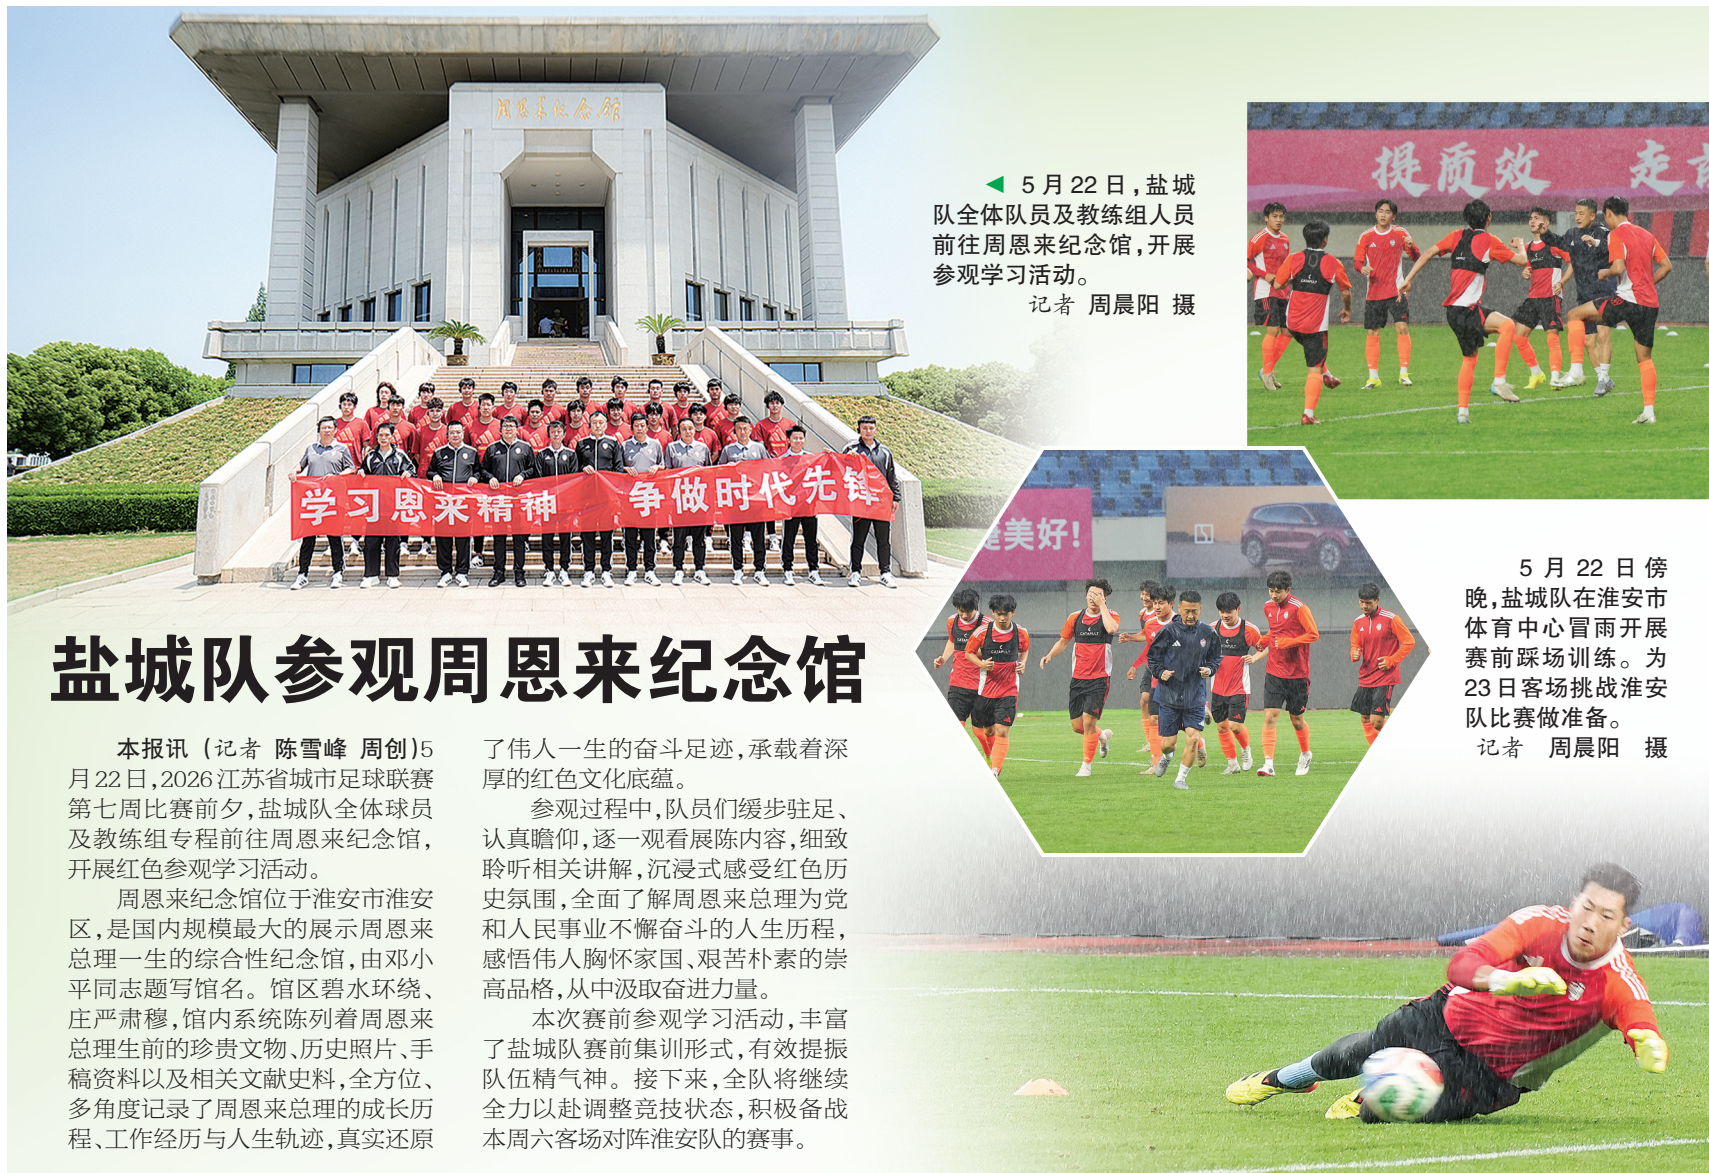 周恩来纪念馆
学习恩来精神 争做时代先锋
◀ 5月22日,盐城
队全体队员及教练组人员
前往周恩来纪念馆,开展
参观学习活动。
记者 周晨阳 摄
提质效 走
美好!
CATAPULT
CATAPULT
5月22日傍
晚,盐城队在淮安市
体育中心冒雨开展
赛前踩场训练。为
23日客场挑战淮安
队比赛做准备。
记者 周晨阳 摄
盐城队参观周恩来纪念馆
本报讯(记者 陈雪峰 周创)5
月22日,2026江苏省城市足球联赛
第七周比赛前夕,盐城队全体球员
及教练组专程前往周恩来纪念馆,
开展红色参观学习活动。
周恩来纪念馆位于淮安市淮安
区,是国内规模最大的展示周恩来
总理一生的综合性纪念馆,由邓小
平同志题写馆名。馆区碧水环绕、
庄严肃穆,馆内系统陈列着周恩来
总理生前的珍贵文物、历史照片、手
稿资料以及相关文献史料,全方位、
多角度记录了周恩来总理的成长历
程、工作经历与人生轨迹,真实还原
了伟人一生的奋斗足迹,承载着深
厚的红色文化底蕴。
参观过程中,队员们缓步驻足、
认真瞻仰,逐一观看展陈内容,细致
聆听相关讲解,沉浸式感受红色历
史氛围,全面了解周恩来总理为党
和人民事业不懈奋斗的人生历程,
感悟伟人胸怀家国、艰苦朴素的崇
高品格,从中汲取奋进力量。
本次赛前参观学习活动,丰富
了盐城队赛前集训形式,有效提振
队伍精气神。接下来,全队将继续
全力以赴调整竞技状态,积极备战
本周六客场对阵淮安队的赛事。